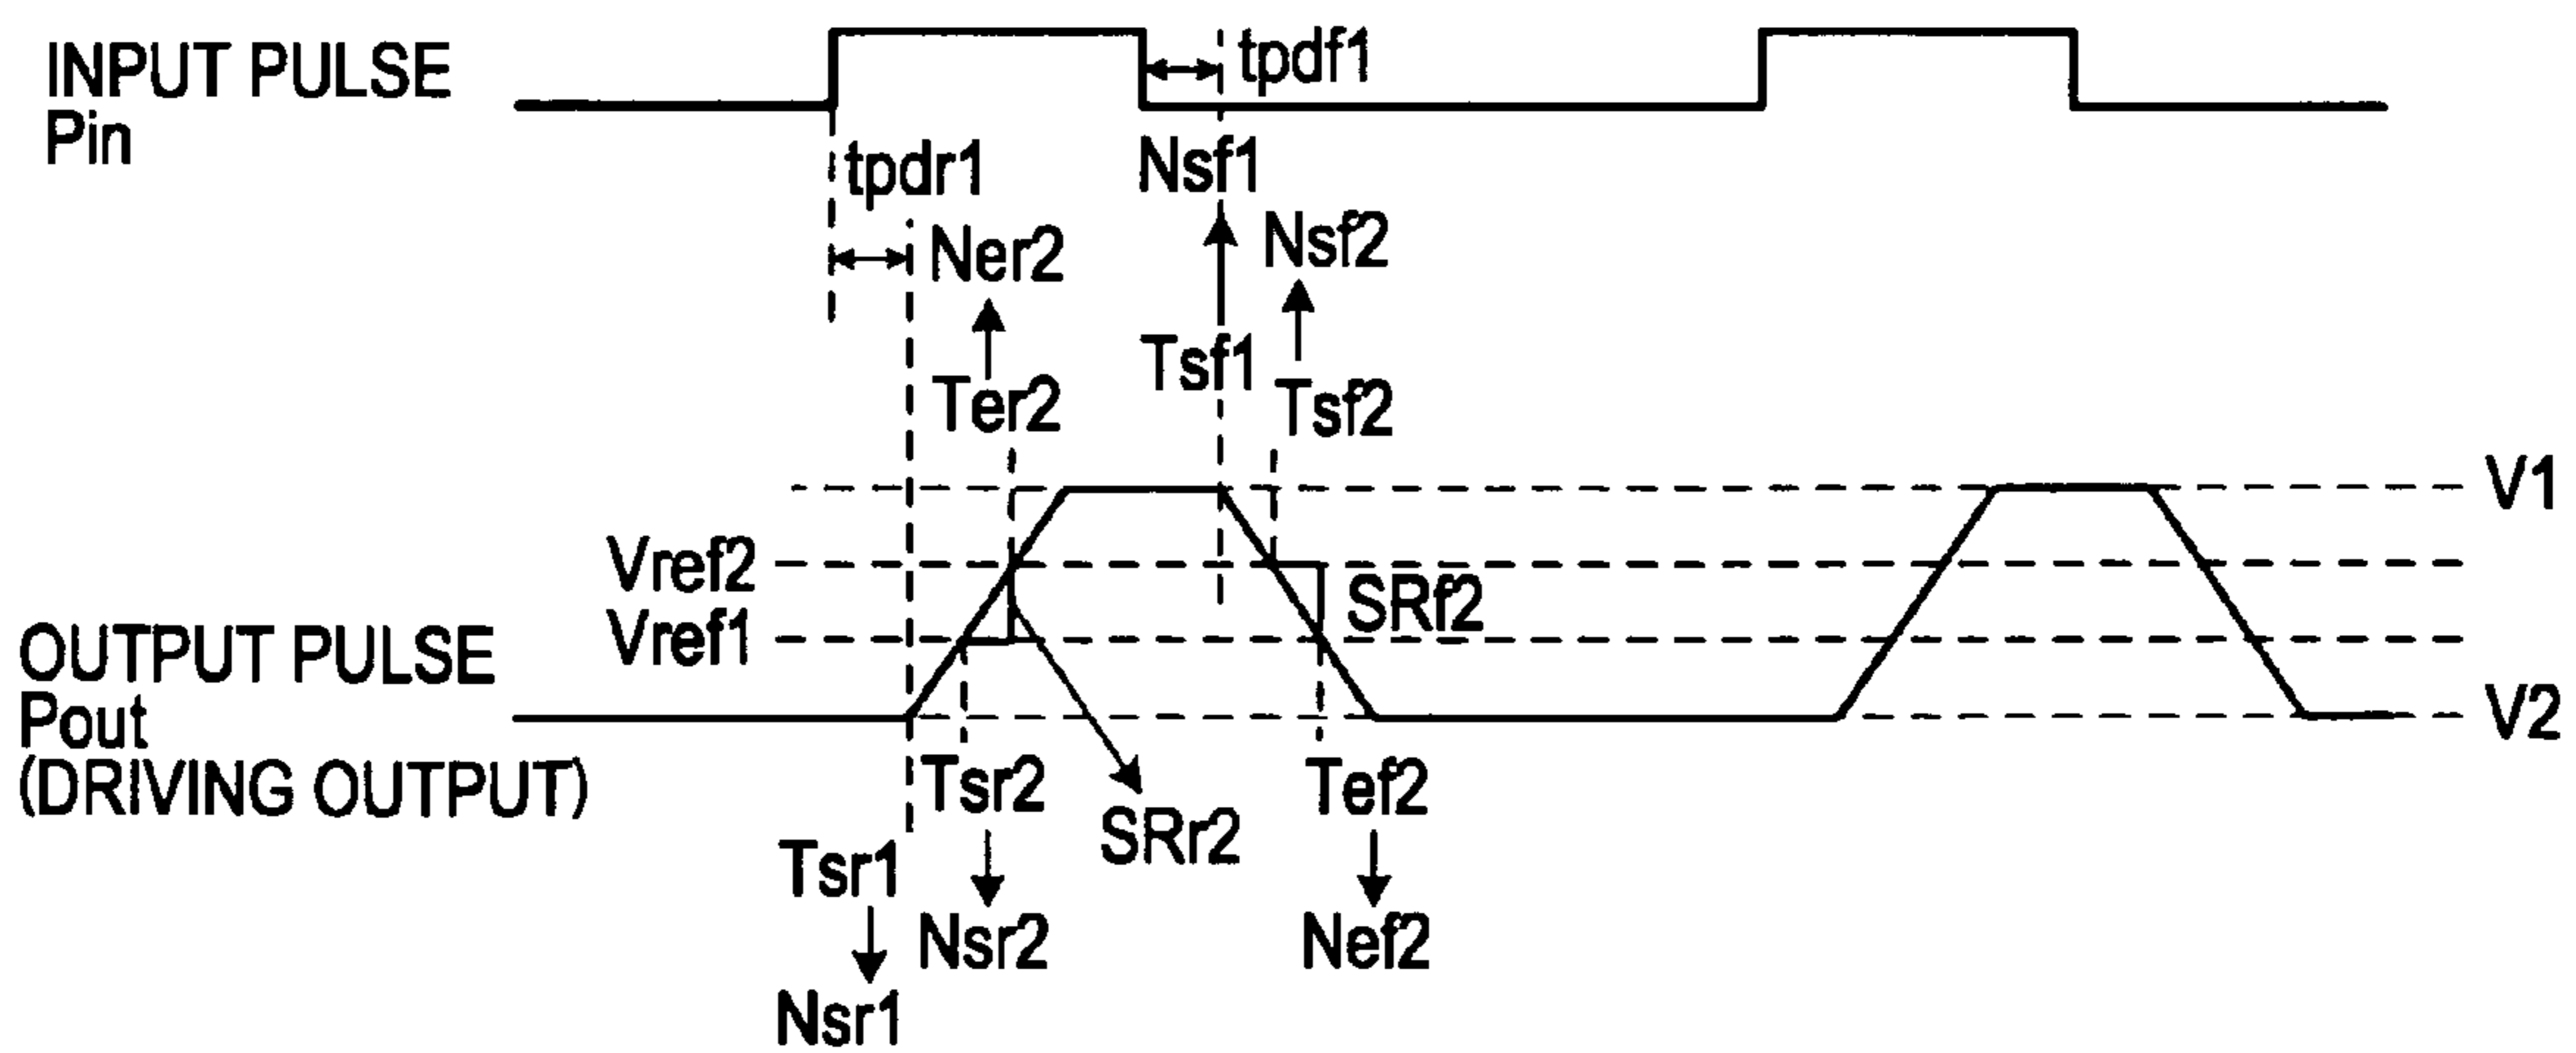 INPUT PULSE
Pin
tpdf1
tpdr1
Nsf1
Ner2
Nsf2
Tsf1
Ter2
Tsf2
V1
Vref2
SRf2
Vref1
OUTPUT PULSE
Pout
(DRIVING OUTPUT)
V2
Tsr2
Tef2
SRr2
Tsr1
Nsr2
Nef2
Nsr1